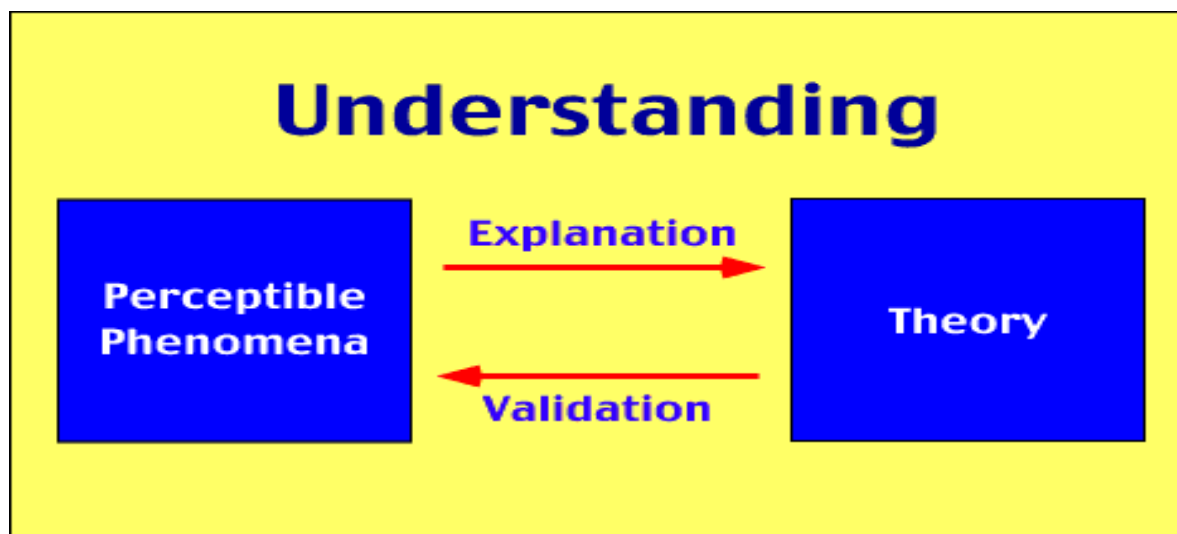 Understanding
Explanation
Perceptible
Phenomena
Theory
Validation